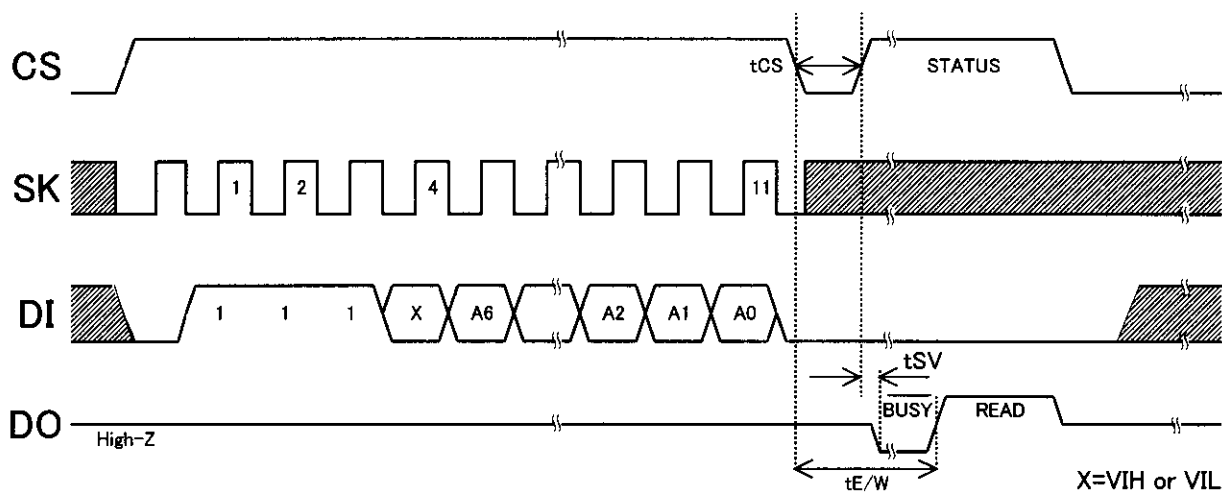 CS
tCS
STATUS
SK
1
2
4
11
DI
1
1
1
X
A6
A2
A1
A0
tSV
DO
High-Z
BUSY
READ
tE/W
X=VIH or VIL